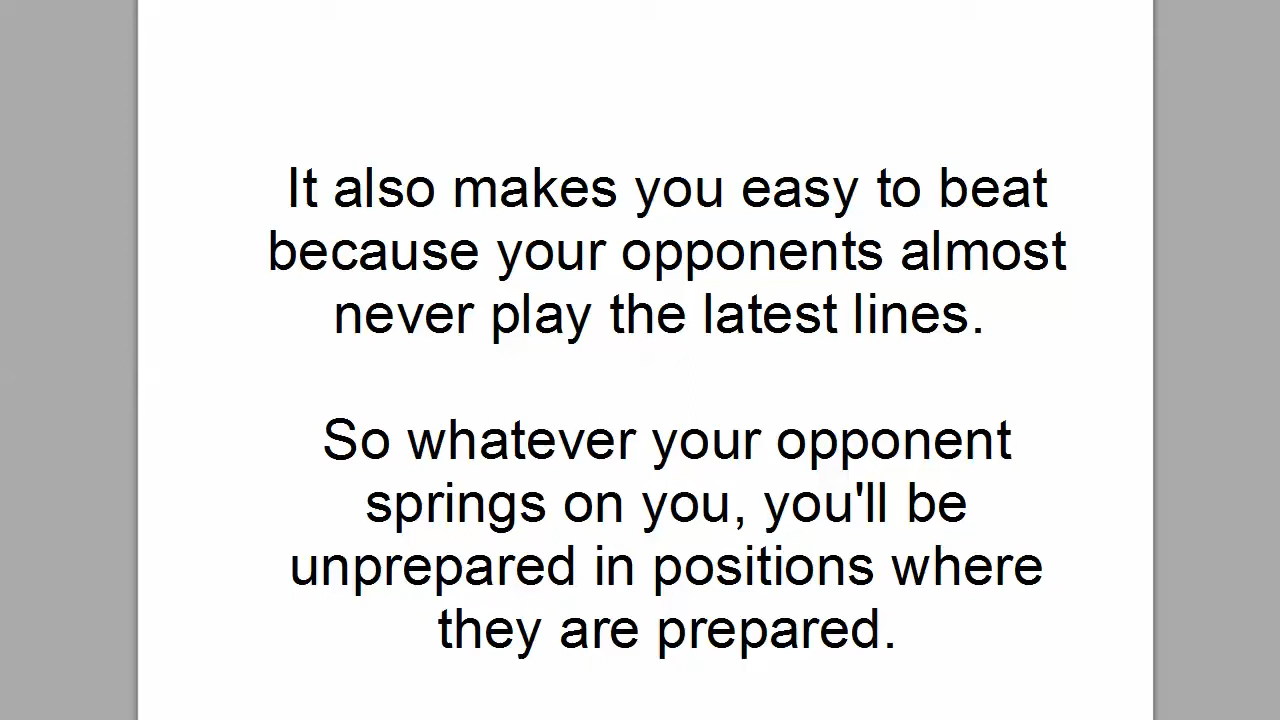 It also makes you easy to beat
because your opponents almost
never play the latest lines.
So whatever your opponent
springs on you, you'll be
unprepared in positions where
they are prepared.